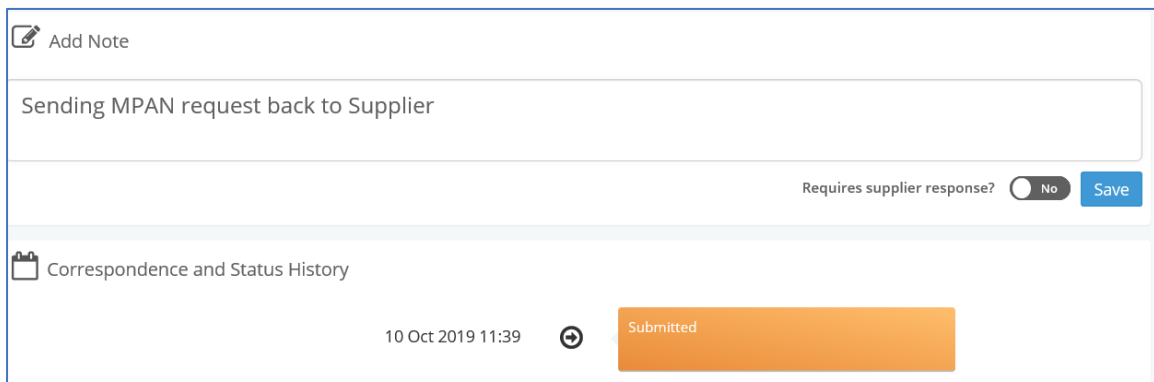 Add Note
Sending MPAN request back to Supplier
Requires supplier response? No Save
Correspondence and Status History
10 Oct 2019 11:39 Submitted